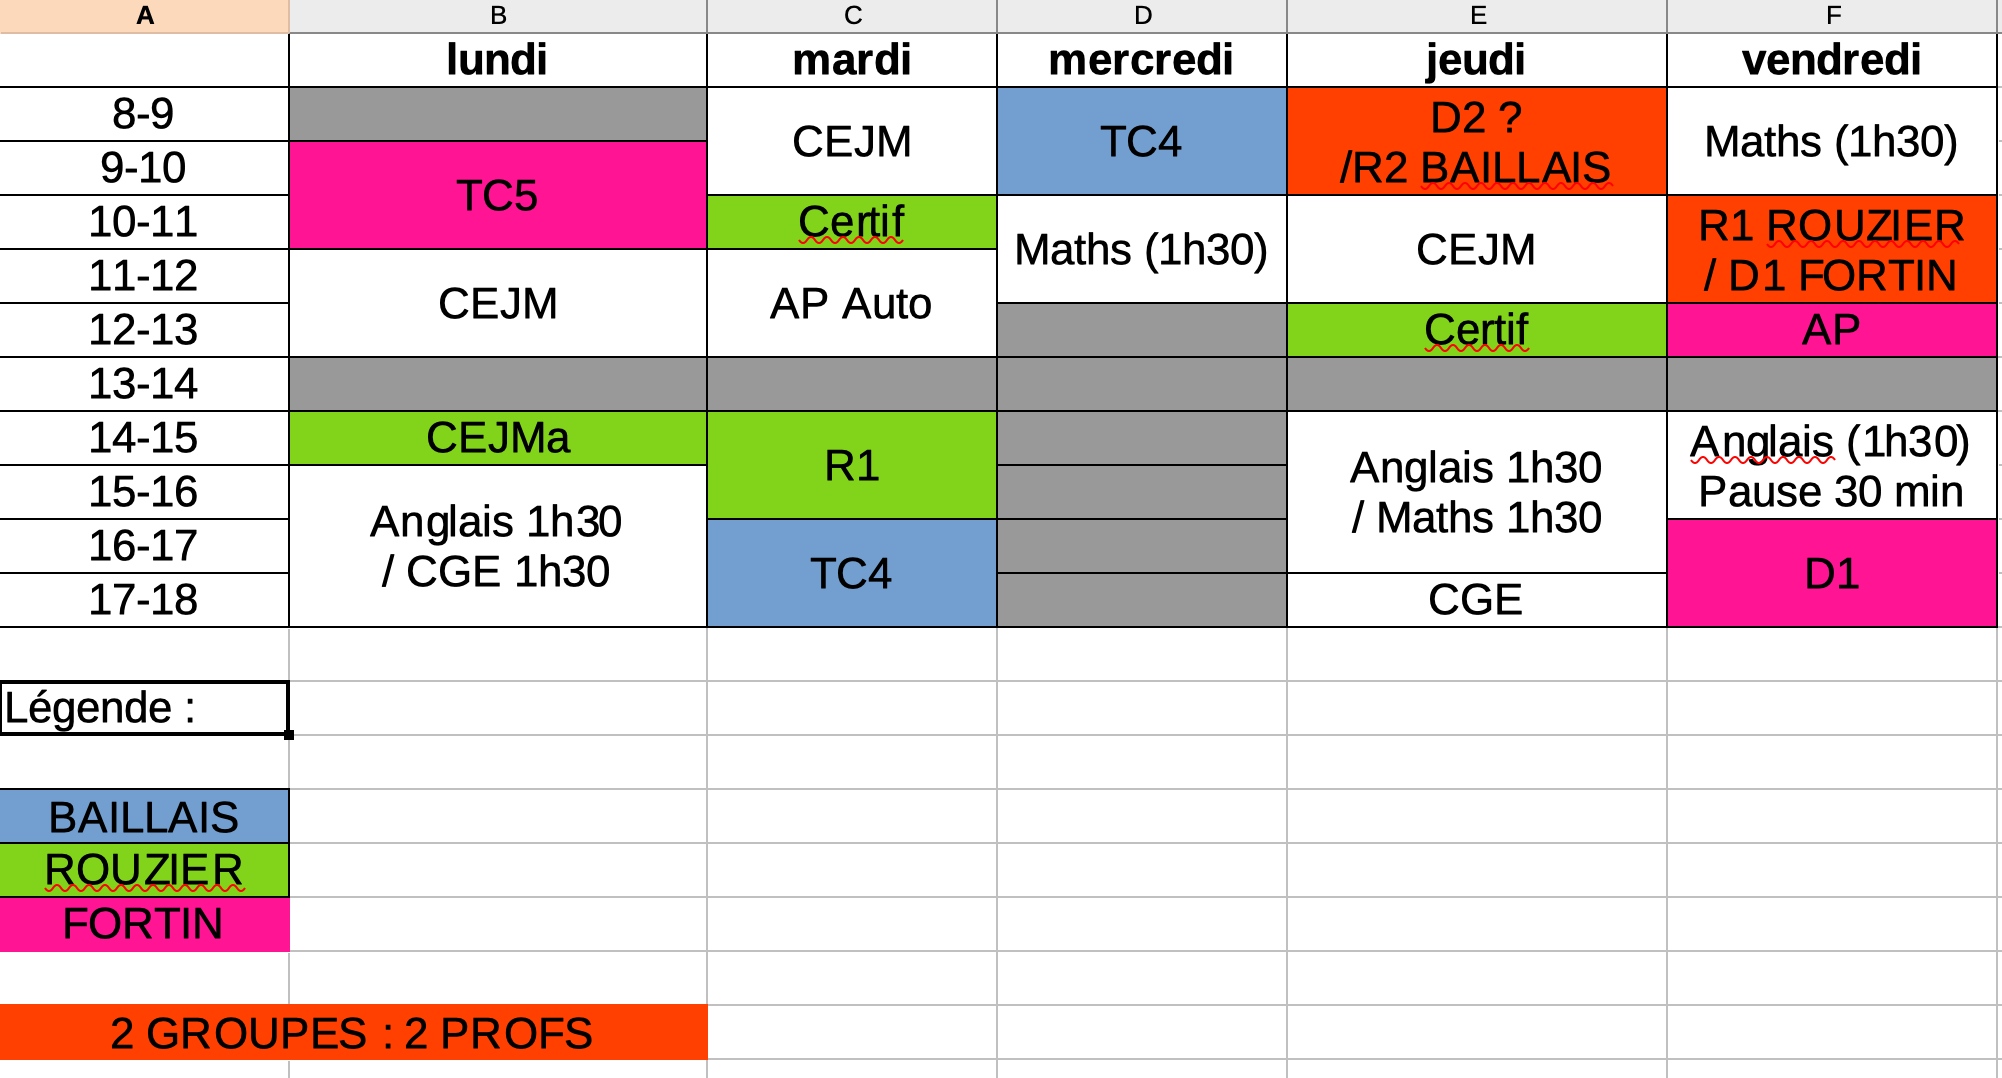 A B C D E F
lundi mardi mercredi jeudi vendredi
8-9
CEJM
TC4
D2 ?
/R2 BAILLAIS
Maths (1h30)
9-10
TC5
10-11
Certif
Maths (1h30)
CEJM
R1 ROUZIER
/ D1 FORTIN
11-12
CEJM
AP Auto
12-13
Certif
AP
13-14
14-15
CEJMa
R1
Anglais 1h30
/ Maths 1h30
Anglais (1h30)
Pause 30 min
15-16
Anglais 1h30
/ CGE 1h30
16-17
TC4
D1
17-18
CGE
Légende :
BAILLAIS
ROUZIER
FORTIN
2 GROUPES : 2 PROFS